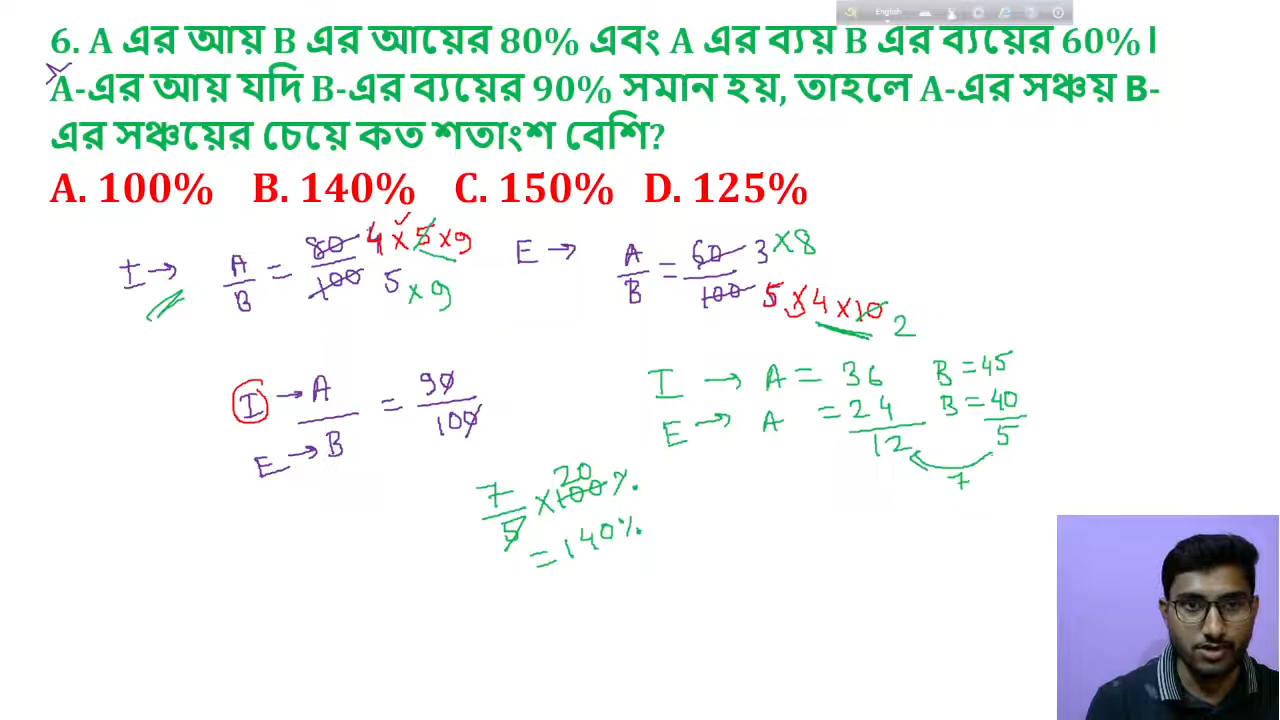 English
6. A এর আয় B এর আয়ের 80% এবং A এর ব্যয় B এর ব্যয়ের 60%।
A-এর আয় যদি B-এর ব্যয়ের 90% সমান হয়, তাহলে A-এর সঞ্চয় B-
এর সঞ্চয়ের চেয়ে কত শতাংশ বেশি?
A. 100% B. 140% C. 150% D. 125%
I → A/B = 80/100 4 × 5 × 9 / 5 × 9
E → A/B = 60/100 3 × 8 / 5 × 4 × 10 2
I → A / E → B = 90/100
I → A = 36 B = 45
E → A = 24 B = 40
12 5
7
7/5 × 100% 20
= 140%